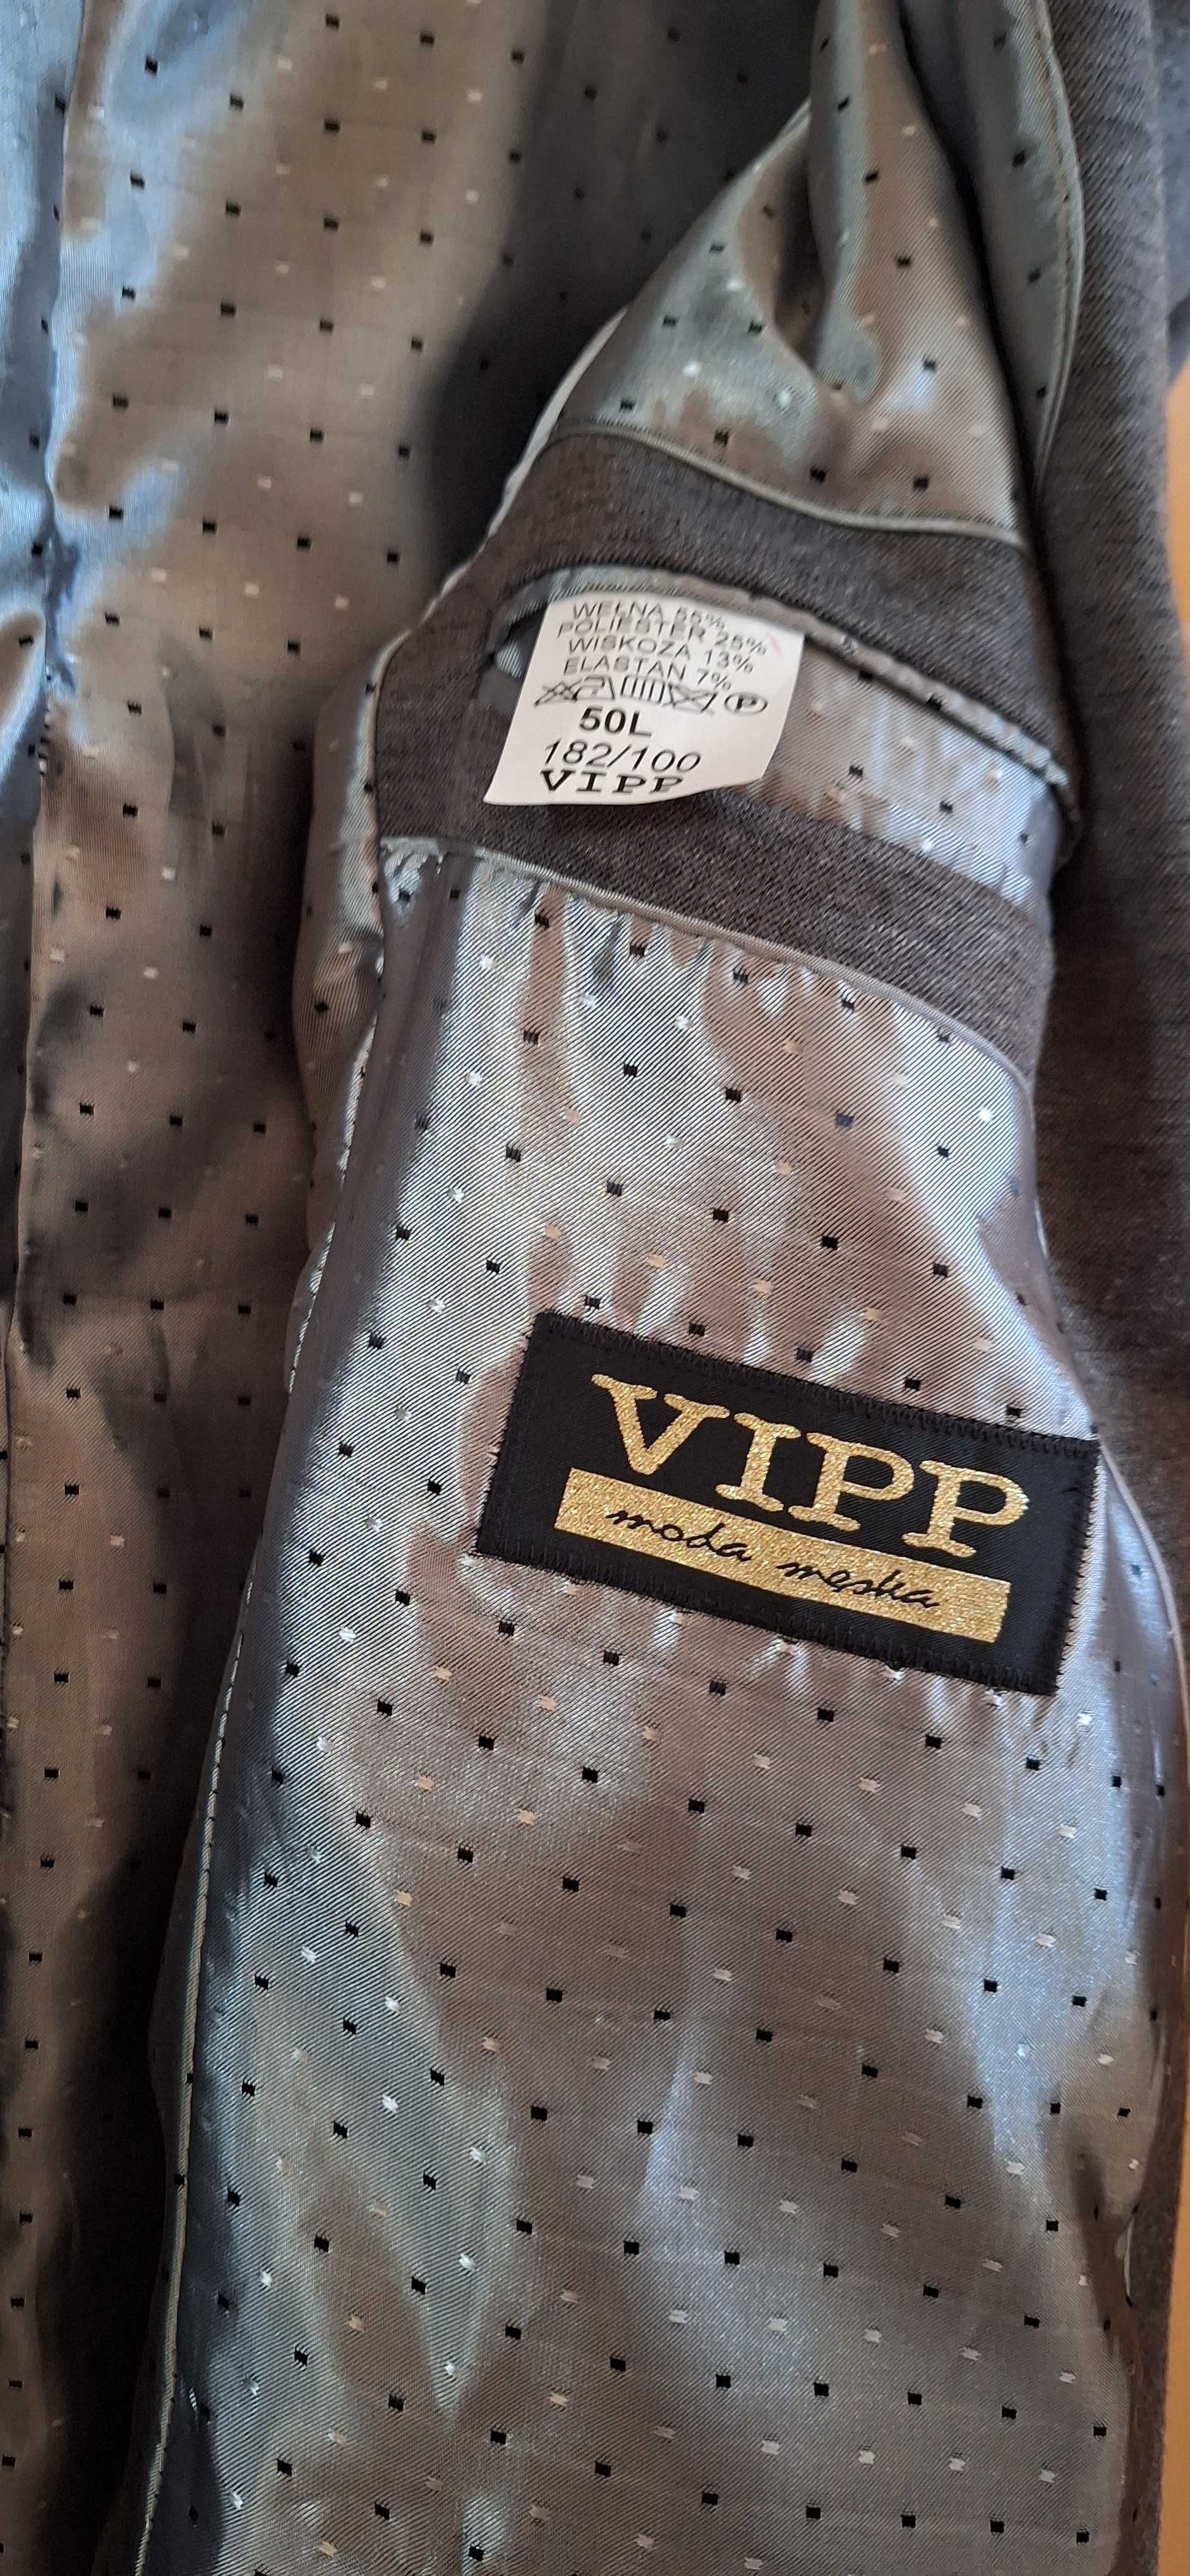 WEŁNA 55%
POLIESTER 25%
WISKOZA 13%
ELASTAN 7%
P
50L
182/100
VIPP
VIPP
moda męska